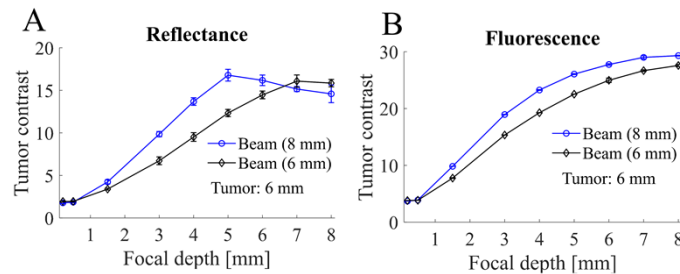 A
Reflectance
Tumor contrast
20
15
10
5
0
Beam (8 mm)
Beam (6 mm)
Tumor: 6 mm
1 2 3 4 5 6 7 8
Focal depth [mm]
B
Fluorescence
Tumor contrast
30
20
10
0
Beam (8 mm)
Beam (6 mm)
Tumor: 6 mm
1 2 3 4 5 6 7 8
Focal depth [mm]